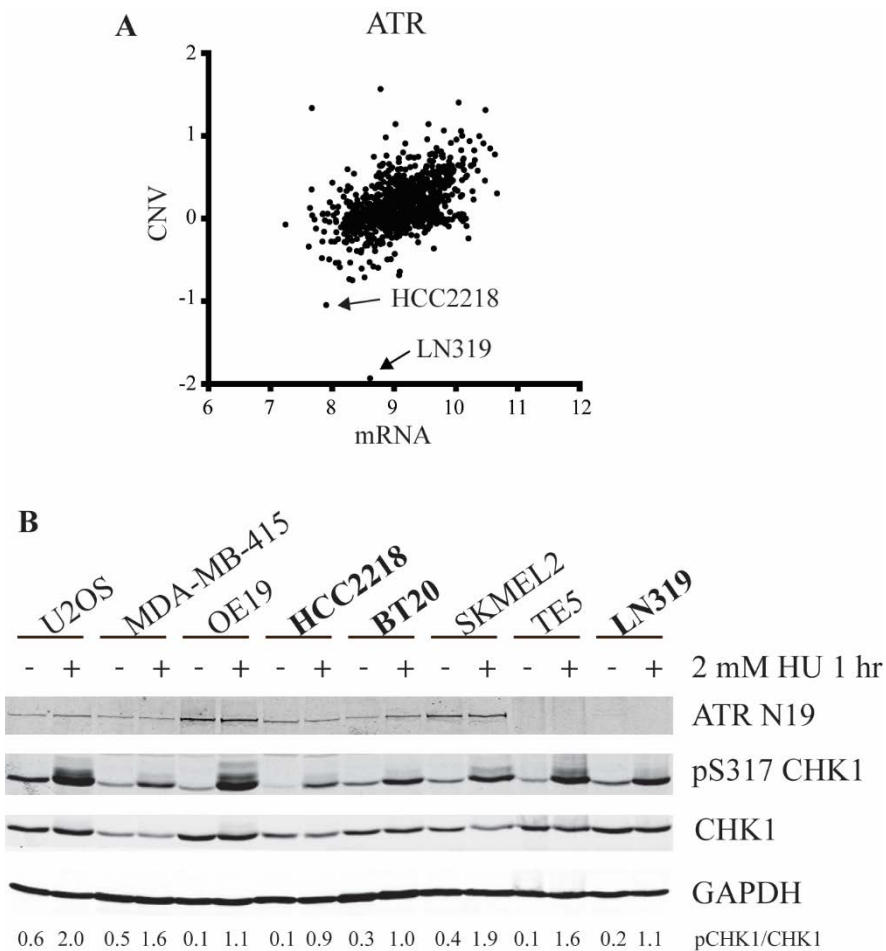 A
ATR
2
1
0
-1
-2
CNV
HCC2218
LN319
6 7 8 9 10 11 12
mRNA
B
U2OS MDA-MB-415 OE19 HCC2218 BT20 SKMEL2 TE5 LN319
- + - + - + - + - + - + - + - + 2 mM HU 1 hr
ATR N19
pS317 CHK1
CHK1
GAPDH
0.6 2.0 0.5 1.6 0.1 1.1 0.1 0.9 0.3 1.0 0.4 1.9 0.1 1.6 0.2 1.1 pCHK1/CHK1